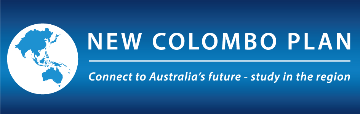 NEW COLOMBO PLAN
Connect to Australia's future - study in the region